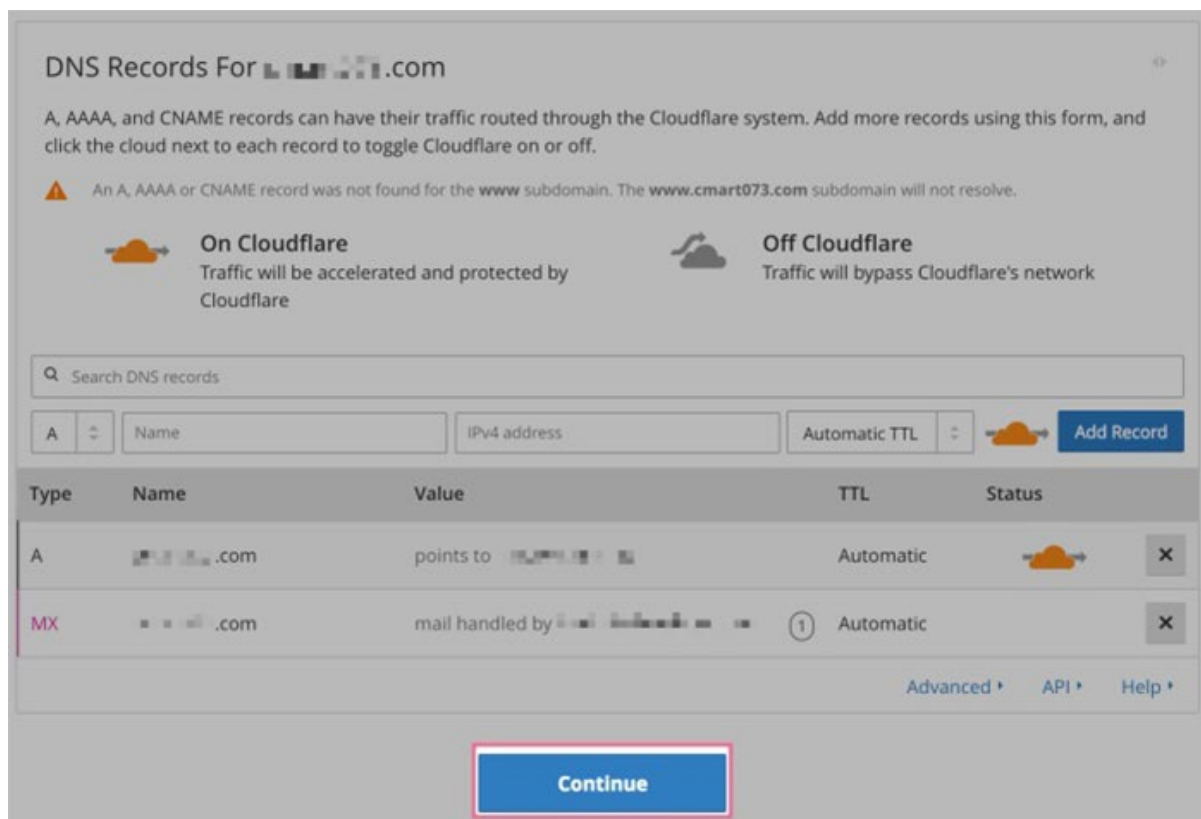 DNS Records For .com
A, AAAA, and CNAME records can have their traffic routed through the Cloudflare system. Add more records using this form, and
click the cloud next to each record to toggle Cloudflare on or off.
An A, AAAA or CNAME record was not found for the www subdomain. The www.cmart073.com subdomain will not resolve.
On Cloudflare
Traffic will be accelerated and protected by
Cloudflare
Off Cloudflare
Traffic will bypass Cloudflare's network
Search DNS records
A Name IPv4 address Automatic TTL Add Record
Type Name Value TTL Status
A .com points to Automatic
MX .com mail handled by 1 Automatic
Advanced API Help
Continue